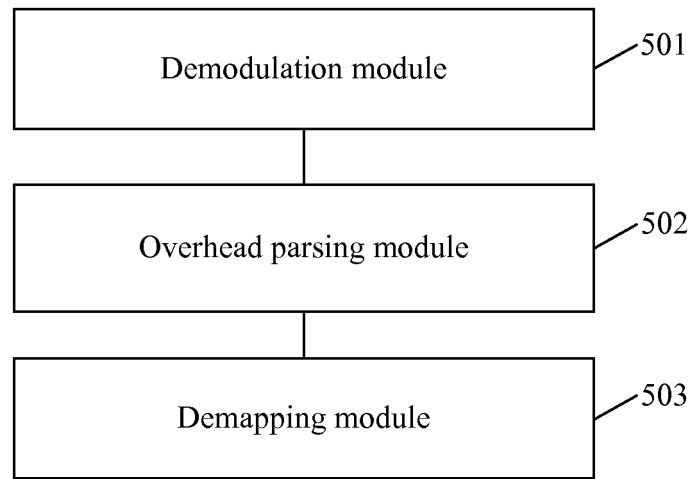 Demodulation module
501
Overhead parsing module
502
Demapping module
503